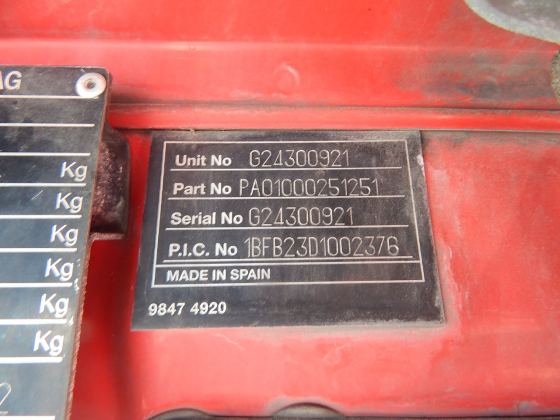 AG
Kg
Kg
Kg
Kg
Kg
Kg
2
Unit No G24300921
Part No PA01000251251
Serial No G24300921
P.I.C. No 1BFB23D1002376
MADE IN SPAIN
9847 4920